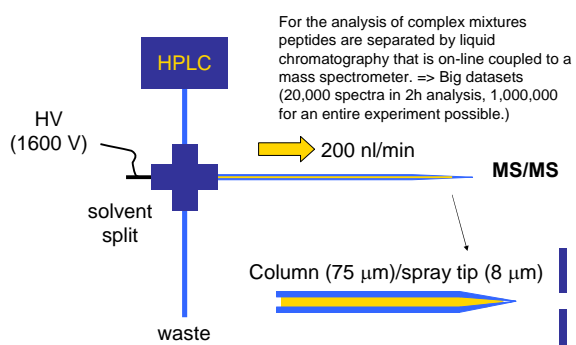 For the analysis of complex mixtures
peptides are separated by liquid
chromatography that is on-line coupled to a
mass spectrometer. => Big datasets
(20,000 spectra in 2h analysis, 1,000,000
for an entire experiment possible.)
HPLC
HV
(1600 V)
200 nl/min
MS/MS
solvent
split
Column (75 μm)/spray tip (8 μm)
waste